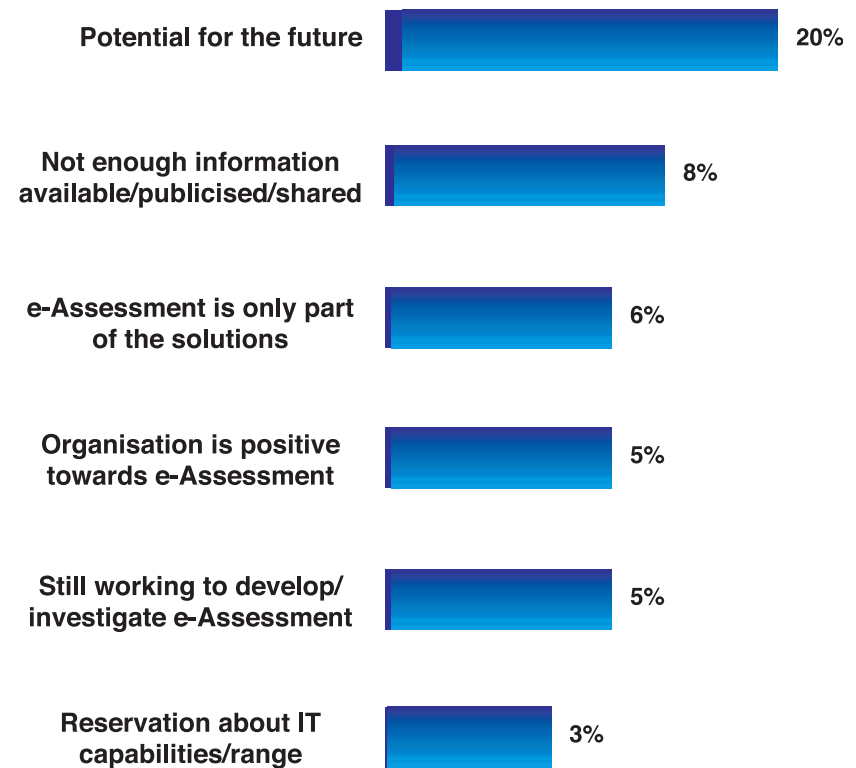 Potential for the future
20%
Not enough information
available/publicised/shared
8%
e-Assessment is only part
of the solutions
6%
Organisation is positive
towards e-Assessment
5%
Still working to develop/
investigate e-Assessment
5%
Reservation about IT
capabilities/range
3%